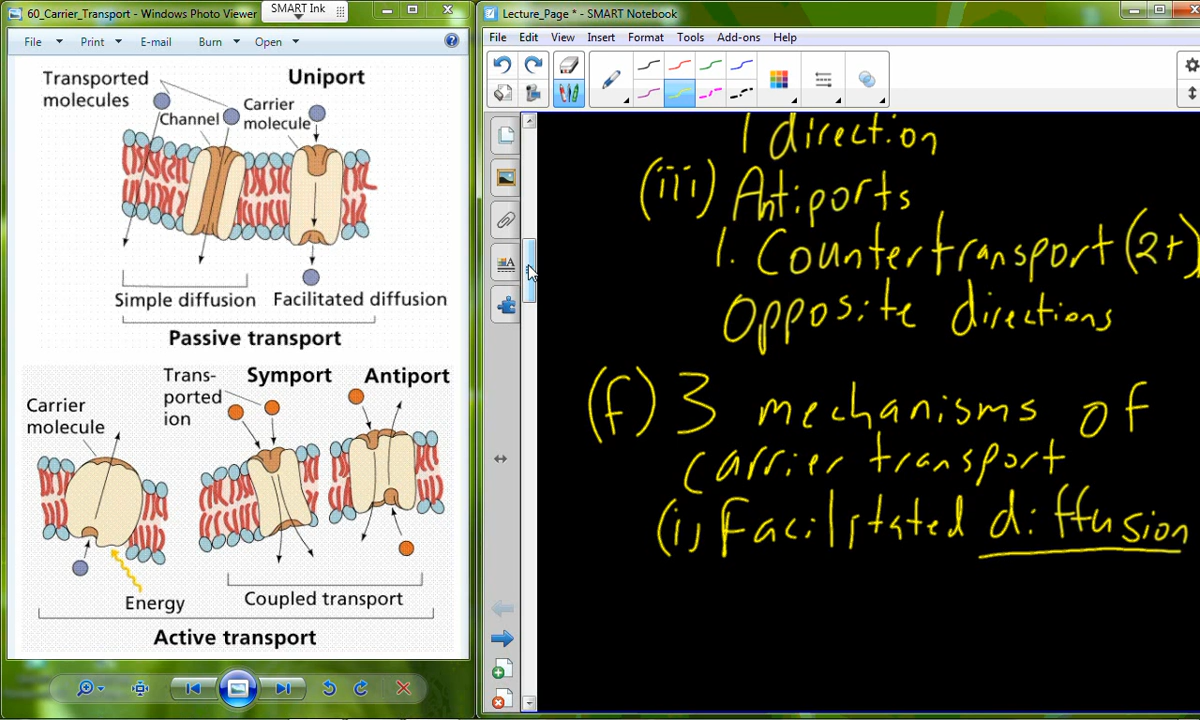 60_Carrier_Transport - Windows Photo Viewer
SMART Ink
File Print E-mail Burn Open
Transported
molecules
Uniport
Channel
Carrier
molecule
Simple diffusion
Facilitated diffusion
Passive transport
Trans-
ported
ion
Symport
Antiport
Carrier
molecule
Energy
Coupled transport
Active transport
Lecture_Page * - SMART Notebook
File Edit View Insert Format Tools Add-ons Help
1 direction
(iii) Antiports
1. Countertransport (2+)
opposite directions
(f) 3 mechanisms of
carrier transport
(i) Facilitated diffusion